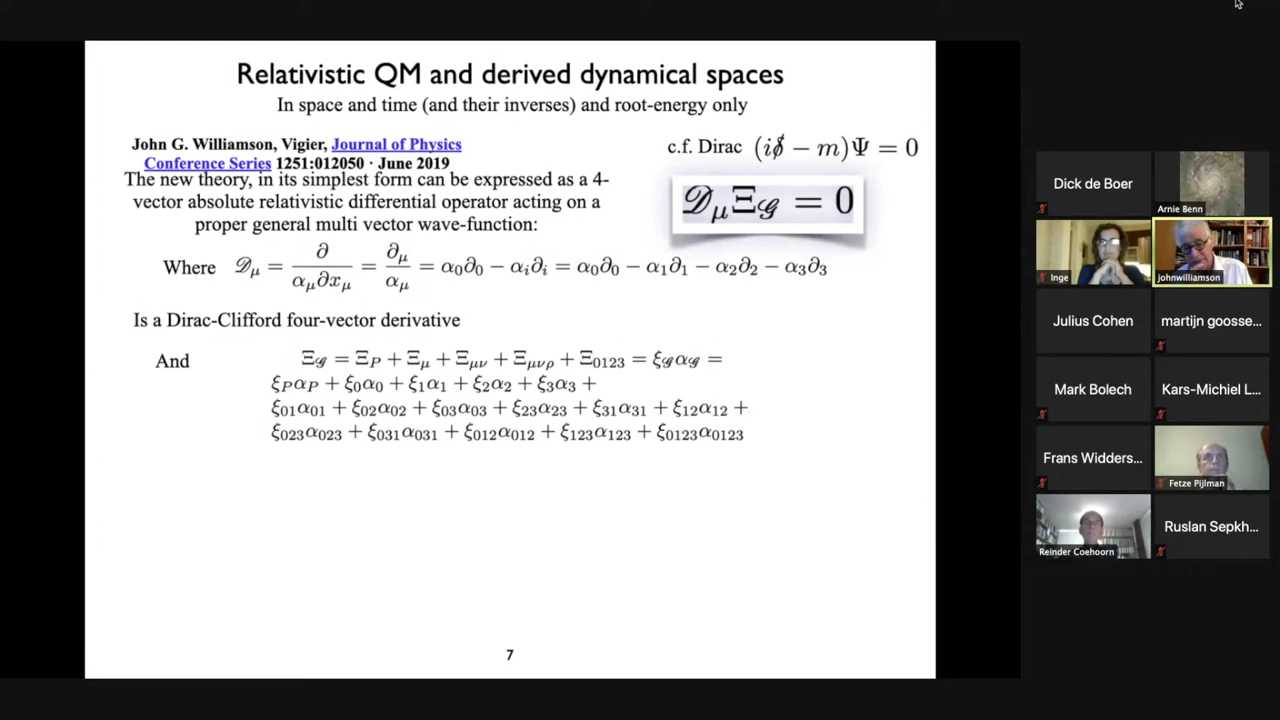 Relativistic QM and derived dynamical spaces
In space and time (and their inverses) and root-energy only
John G. Williamson, Vigier, Journal of Physics
Conference Series 1251:012050 · June 2019
c.f. Dirac (i∂̸ − m)Ψ = 0
The new theory, in its simplest form can be expressed as a 4-
vector absolute relativistic differential operator acting on a
proper general multi vector wave-function:
𝒟μΞ𝒢 = 0
Where 𝒟μ = ∂/(αμ∂xμ) = ∂μ/αμ = α0∂0 − αi∂i = α0∂0 − α1∂1 − α2∂2 − α3∂3
Is a Dirac-Clifford four-vector derivative
And Ξ𝒢 = ΞP + Ξμ + Ξμν + Ξμνρ + Ξ0123 = ξ𝒢α𝒢 =
ξPαP + ξ0α0 + ξ1α1 + ξ2α2 + ξ3α3 +
ξ01α01 + ξ02α02 + ξ03α03 + ξ23α23 + ξ31α31 + ξ12α12 +
ξ023α023 + ξ031α031 + ξ012α012 + ξ123α123 + ξ0123α0123
7
Dick de Boer
Arnie Benn
Inge
johnwilliamson
Julius Cohen
martijn goosse...
Mark Bolech
Kars-Michiel L...
Frans Widders...
Fetze Pijlman
Reinder Coehoorn
Ruslan Sepkh...